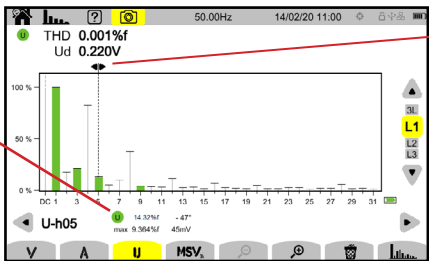 ? 50.00Hz 14/02/20 11:00
U THD 0.001%f
Ud 0.220V
100 %
50 %
0 %
3L
L1
L2
L3
DC 1 3 5 7 9 11 13 15 17 19 21 23 25 27 29 31
U-h05 U 14.32%f - 47°
max 9.364%f 45mV
V A U MSV